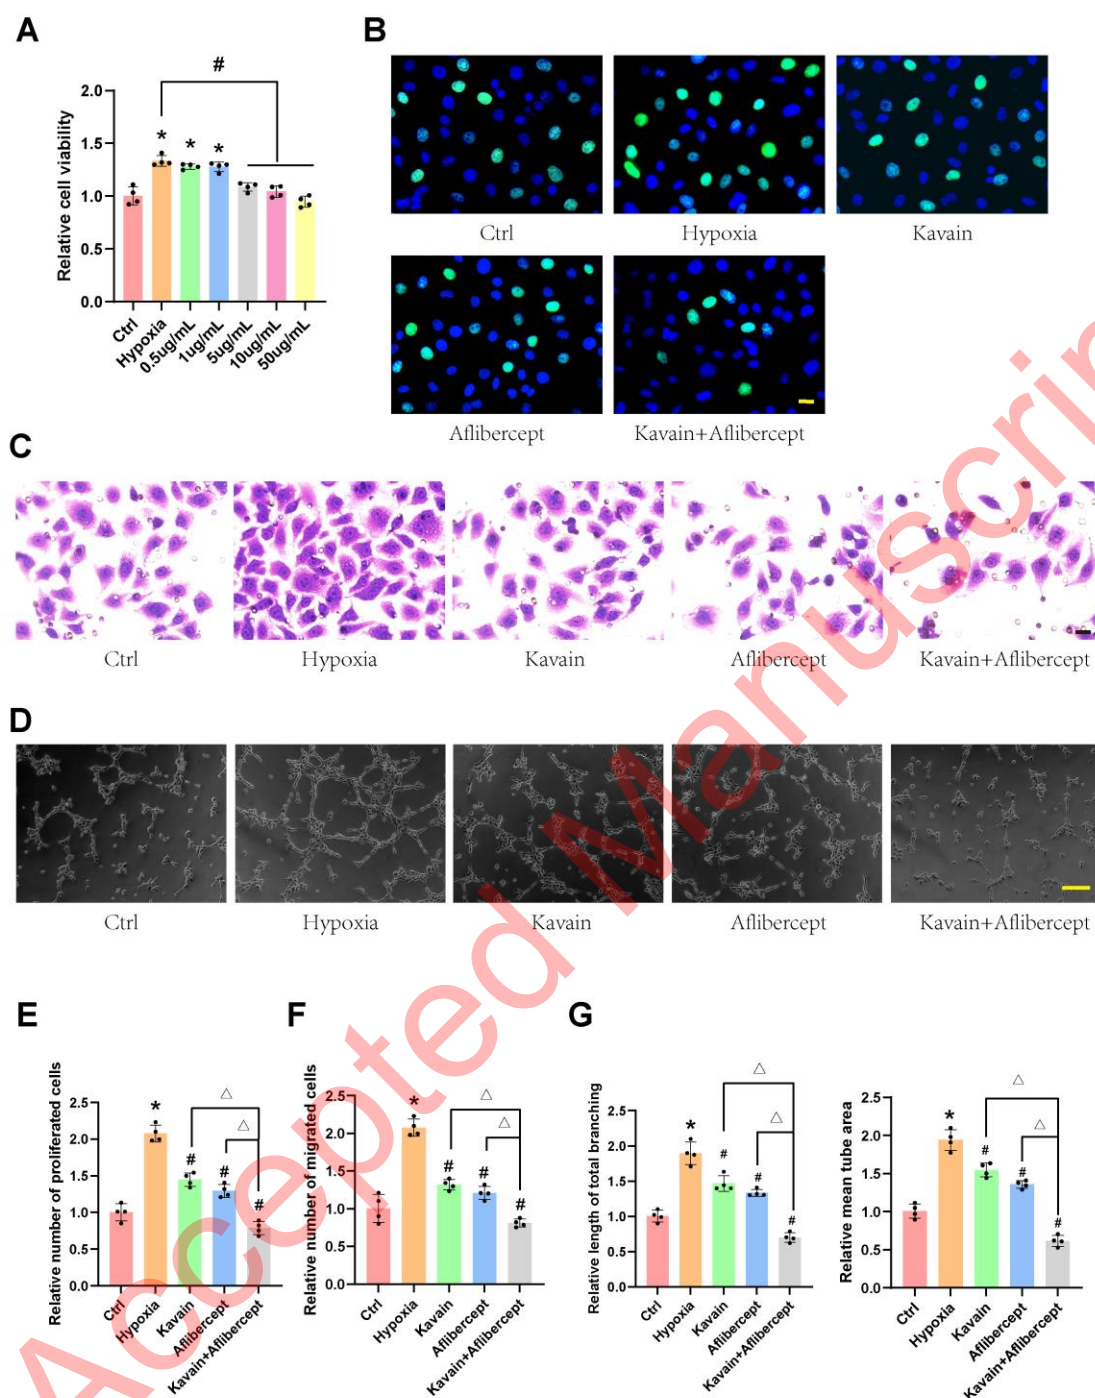 A
#
Relative cell viability
2.0
1.5
1.0
0.5
0.0
*
*
*
Ctrl
Hypoxia
0.5ug/mL
1ug/mL
5ug/mL
10ug/mL
50ug/mL
B
Ctrl
Hypoxia
Kavain
Aflibercept
Kavain+Aflibercept
C
Ctrl
Hypoxia
Kavain
Aflibercept
Kavain+Aflibercept
D
Ctrl
Hypoxia
Kavain
Aflibercept
Kavain+Aflibercept
E
Relative number of proliferated cells
2.5
2.0
1.5
1.0
0.5
0.0
*
#
#
#
△
△
Ctrl
Hypoxia
Kavain
Aflibercept
Kavain+Aflibercept
F
Relative number of migrated cells
2.5
2.0
1.5
1.0
0.5
0.0
*
#
#
#
△
△
Ctrl
Hypoxia
Kavain
Aflibercept
Kavain+Aflibercept
G
Relative length of total branching
2.5
2.0
1.5
1.0
0.5
0.0
*
#
#
#
△
△
Ctrl
Hypoxia
Kavain
Aflibercept
Kavain+Aflibercept
Relative mean tube area
2.5
2.0
1.5
1.0
0.5
0.0
*
#
#
#
△
△
Ctrl
Hypoxia
Kavain
Aflibercept
Kavain+Aflibercept
Accepted Manuscrip